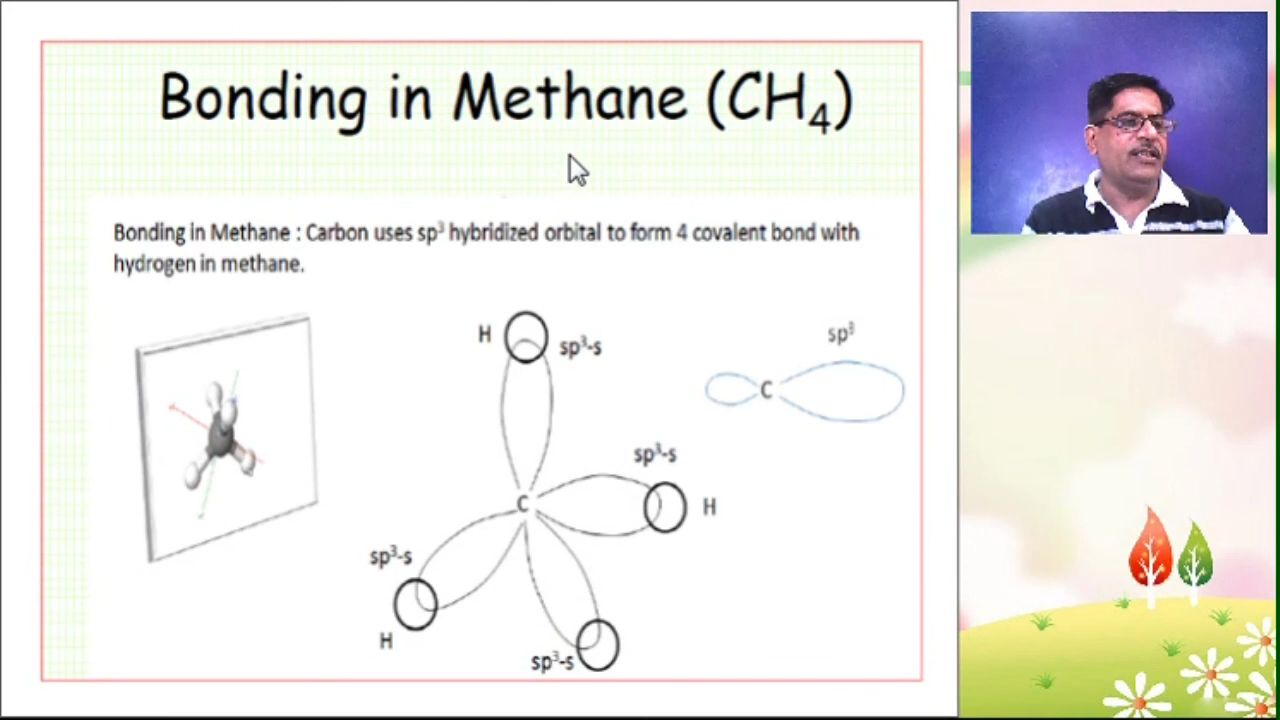 Bonding in Methane (CH₄)
Bonding in Methane : Carbon uses sp³ hybridized orbital to form 4 covalent bond with
hydrogen in methane.
H
sp³-s
sp³
C
sp³-s
C
H
sp³-s
H
sp³-s